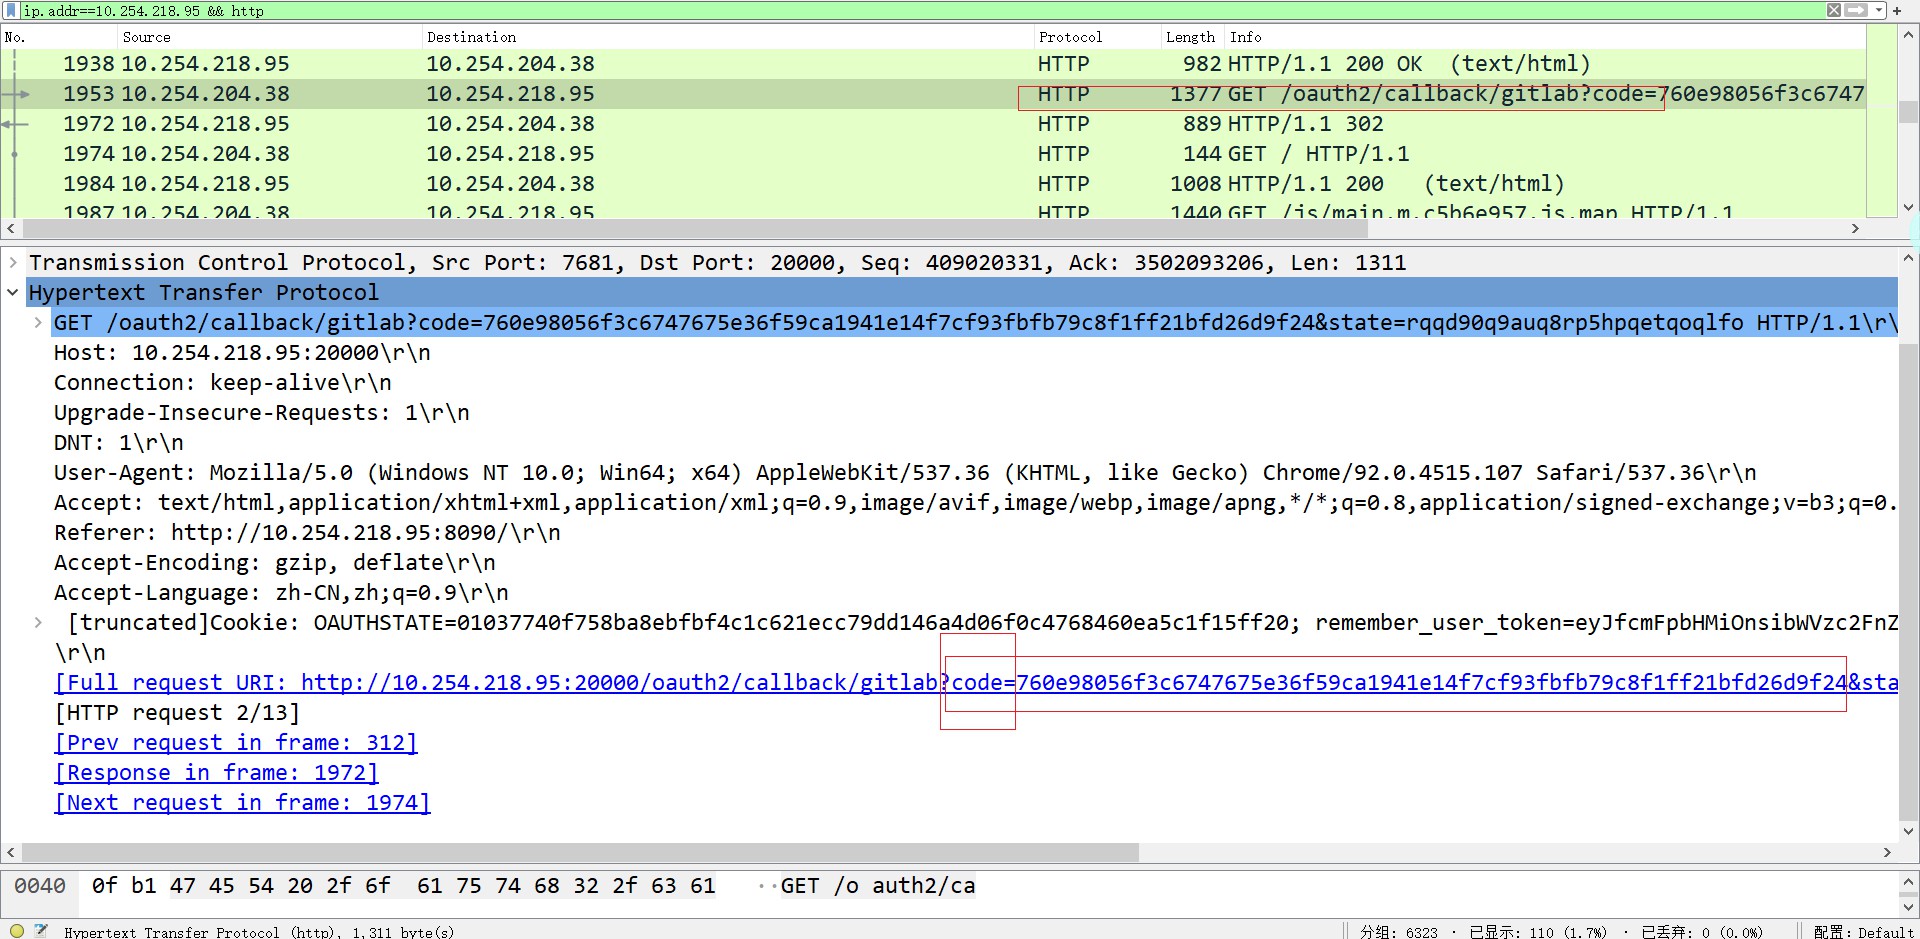 ip.addr==10.254.218.95 && http
No. Source Destination Protocol Length Info
1938 10.254.218.95 10.254.204.38 HTTP 982 HTTP/1.1 200 OK (text/html)
1953 10.254.204.38 10.254.218.95 HTTP 1377 GET /oauth2/callback/gitlab?code=760e98056f3c6747
1972 10.254.218.95 10.254.204.38 HTTP 889 HTTP/1.1 302
1974 10.254.204.38 10.254.218.95 HTTP 144 GET / HTTP/1.1
1984 10.254.218.95 10.254.204.38 HTTP 1008 HTTP/1.1 200 (text/html)
1987 10.254.204.38 10.254.218.95 HTTP 1440 GET /js/main.m.c5b6e957.js.map HTTP/1.1
Transmission Control Protocol, Src Port: 7681, Dst Port: 20000, Seq: 409020331, Ack: 3502093206, Len: 1311
Hypertext Transfer Protocol
GET /oauth2/callback/gitlab?code=760e98056f3c6747675e36f59ca1941e14f7cf93fbfb79c8f1ff21bfd26d9f24&state=rqqd90q9auq8rp5hpqetqoqlfo HTTP/1.1\r\
Host: 10.254.218.95:20000\r\n
Connection: keep-alive\r\n
Upgrade-Insecure-Requests: 1\r\n
DNT: 1\r\n
User-Agent: Mozilla/5.0 (Windows NT 10.0; Win64; x64) AppleWebKit/537.36 (KHTML, like Gecko) Chrome/92.0.4515.107 Safari/537.36\r\n
Accept: text/html,application/xhtml+xml,application/xml;q=0.9,image/avif,image/webp,image/apng,*/*;q=0.8,application/signed-exchange;v=b3;q=0.
Referer: http://10.254.218.95:8090/\r\n
Accept-Encoding: gzip, deflate\r\n
Accept-Language: zh-CN,zh;q=0.9\r\n
[truncated]Cookie: OAUTHSTATE=01037740f758ba8ebfbf4c1c621ecc79dd146a4d06f0c4768460ea5c1f15ff20; remember_user_token=eyJfcmFpbHMiOnsibWVzc2FnZ
\r\n
[Full request URI: http://10.254.218.95:20000/oauth2/callback/gitlab?code=760e98056f3c6747675e36f59ca1941e14f7cf93fbfb79c8f1ff21bfd26d9f24&sta
[HTTP request 2/13]
[Prev request in frame: 312]
[Response in frame: 1972]
[Next request in frame: 1974]
0040 0f b1 47 45 54 20 2f 6f 61 75 74 68 32 2f 63 61 ··GET /o auth2/ca
Hypertext Transfer Protocol (http), 1,311 byte(s) 分组: 6323 · 已显示: 110 (1.7%) · 已丢弃: 0 (0.0%) 配置: Default